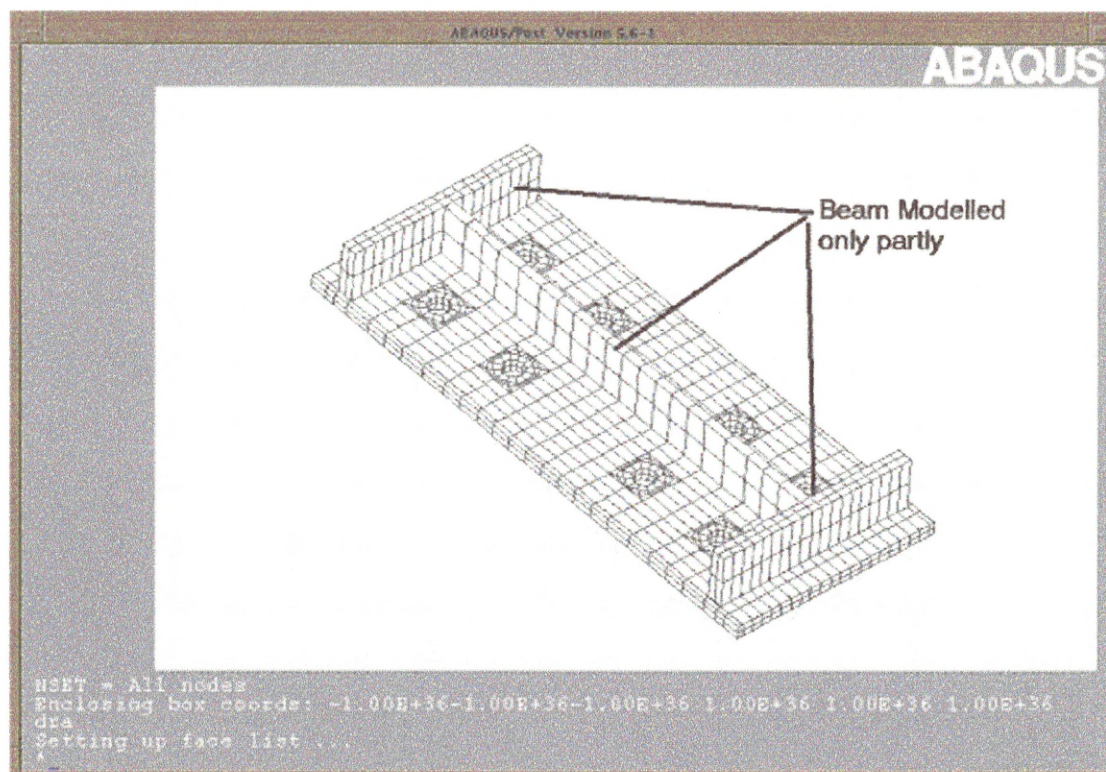 ABAQUS/Post Version 5.6-1
ABAQUS
Beam Modelled
only partly
NSET = All nodes
Enclosing box coords: -1.00E+36-1.00E+36-1.00E+36 1.00E+36 1.00E+36 1.00E+36
dra
Setting up face list ...